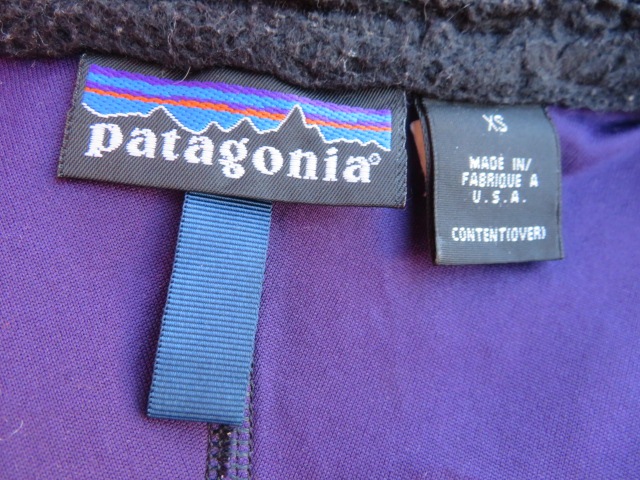 patagonia®
XS
MADE IN/
FABRIQUE A
U.S.A.
CONTENT(OVER)